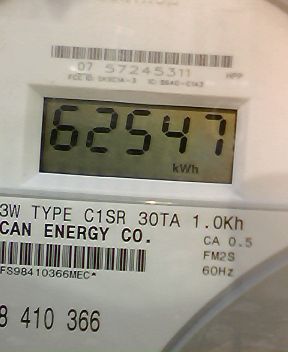 07 57245311 HPP
62547
kWh
3W TYPE C1SR 30TA 1.0Kh
CAN ENERGY CO. CA 0.5
FM2S
FS98410366MEC* 60Hz
8 410 366